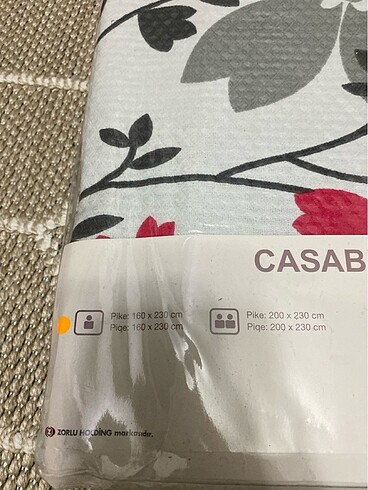 CASAB
Pike: 160 x 230 cm
Piqe: 160 x 230 cm
Pike: 200 x 230 cm
Piqe: 200 x 230 cm
ZORLU HOLDİNG markasıdır.